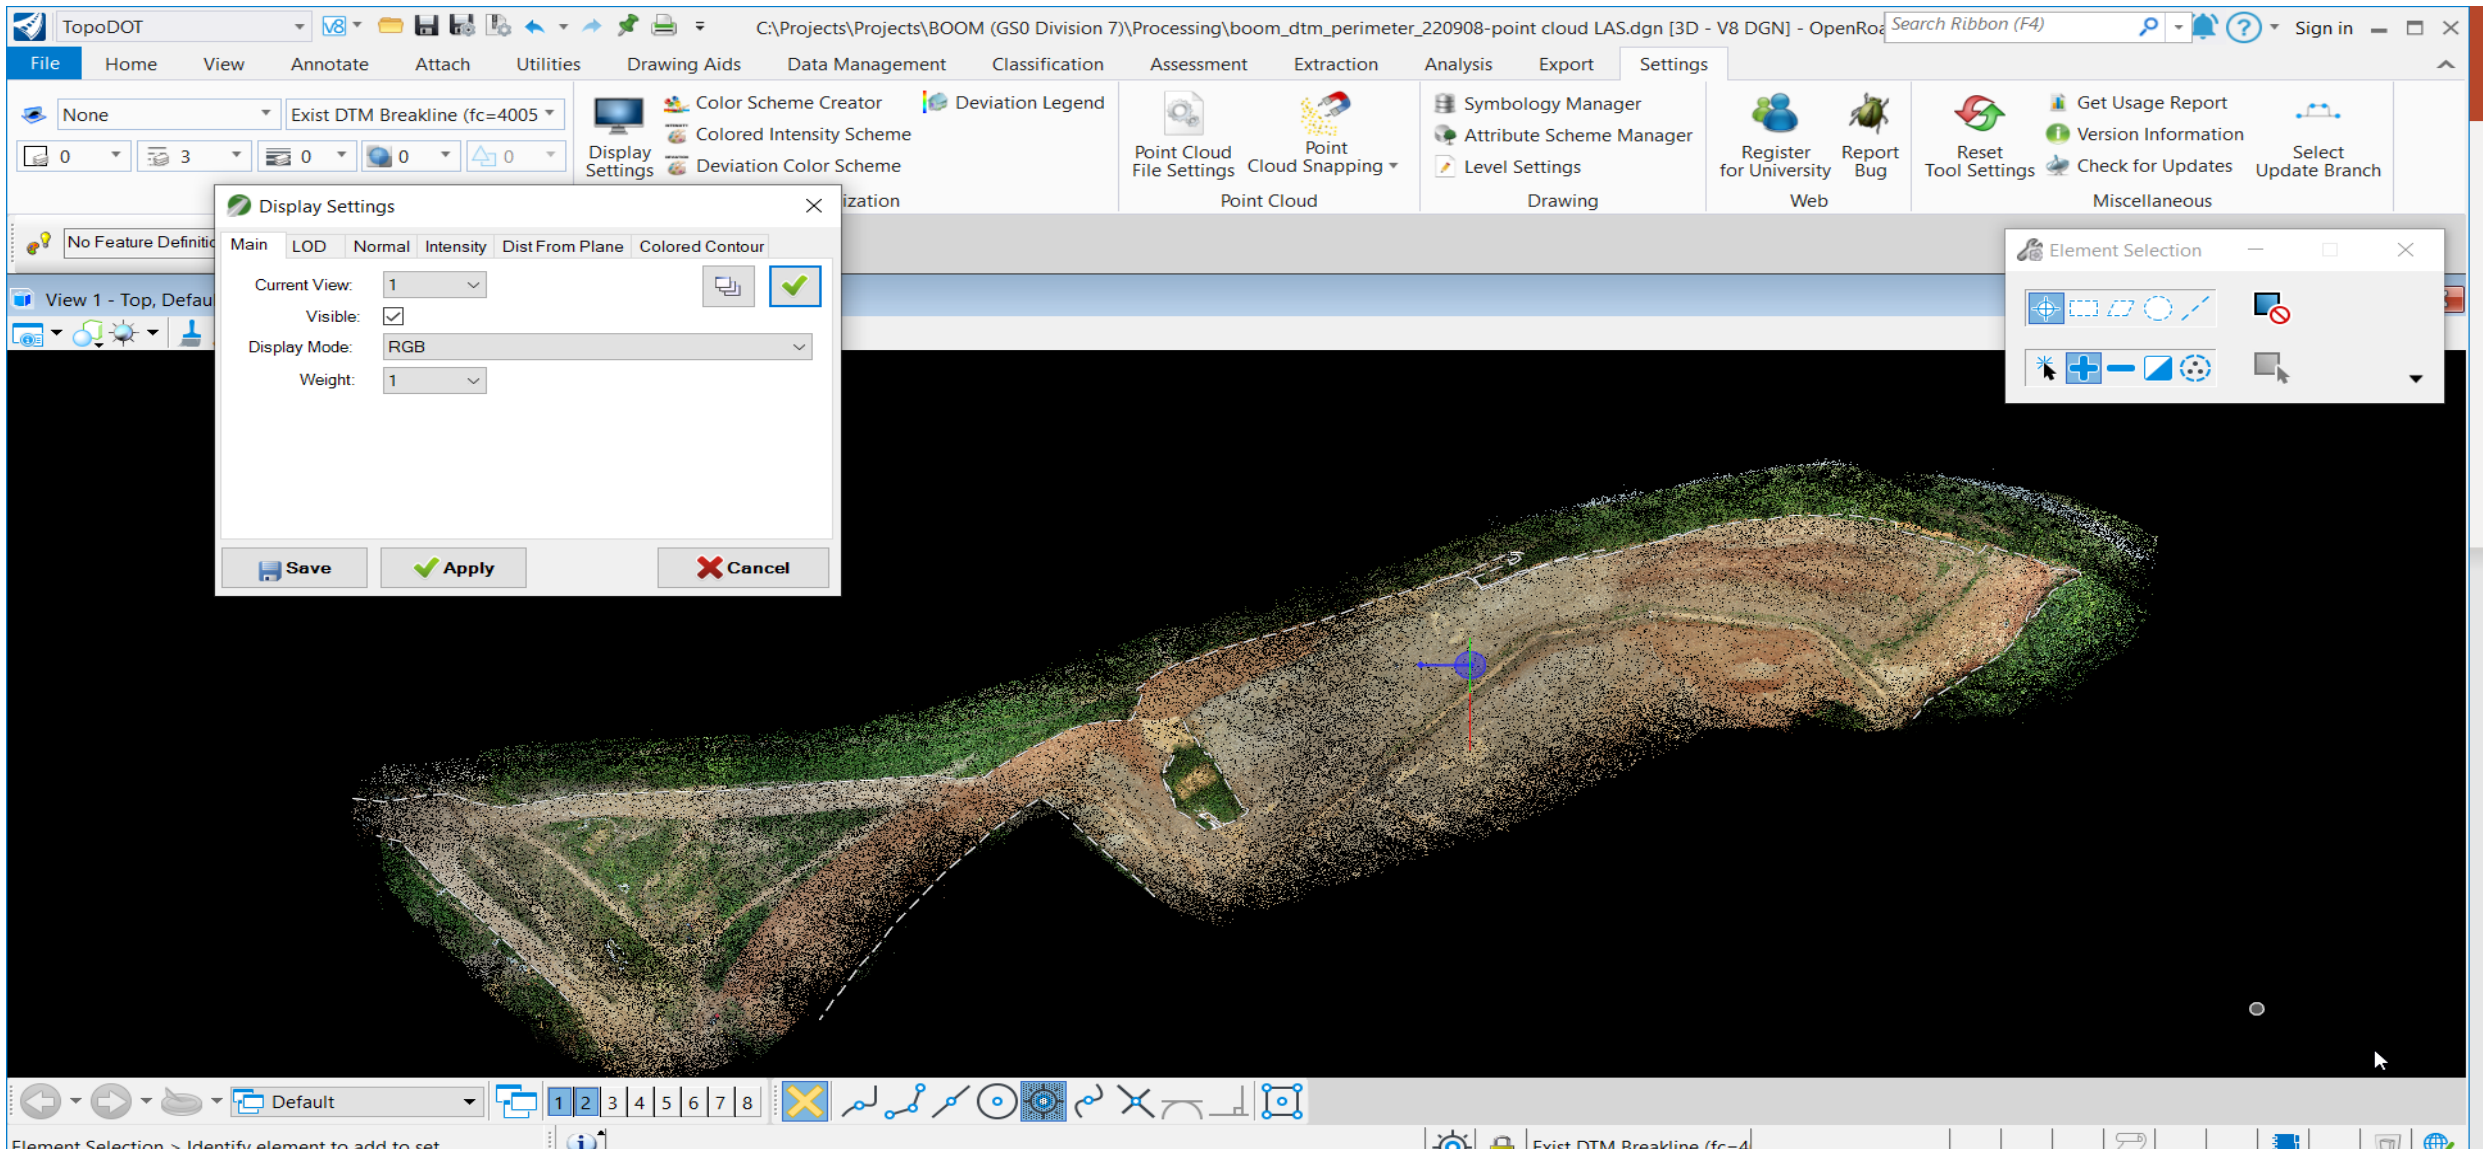 TopoDOT
V8
C:\Projects\Projects\BOOM (GS0 Division 7)\Processing\boom_dtm_perimeter_220908-point cloud LAS.dgn [3D - V8 DGN] - OpenRoa
Search Ribbon (F4)
Sign in
File Home View Annotate Attach Utilities Drawing Aids Data Management Classification Assessment Extraction Analysis Export Settings
None
Exist DTM Breakline (fc=4005
0 3 0 0 0
Display Settings
Color Scheme Creator
Colored Intensity Scheme
Deviation Color Scheme
Deviation Legend
ization
Point Cloud File Settings
Point Cloud Snapping
Point Cloud
Symbology Manager
Attribute Scheme Manager
Level Settings
Drawing
Register for University
Report Bug
Web
Reset Tool Settings
Get Usage Report
Version Information
Check for Updates
Select Update Branch
Miscellaneous
No Feature Definitic
View 1 - Top, Defau
Display Settings
Main LOD Normal Intensity Dist From Plane Colored Contour
Current View: 1
Visible:
Display Mode: RGB
Weight: 1
Save Apply Cancel
Element Selection
Default
1 2 3 4 5 6 7 8
Element Selection > Identify element to add to set
Exist DTM Breakline (fc=4